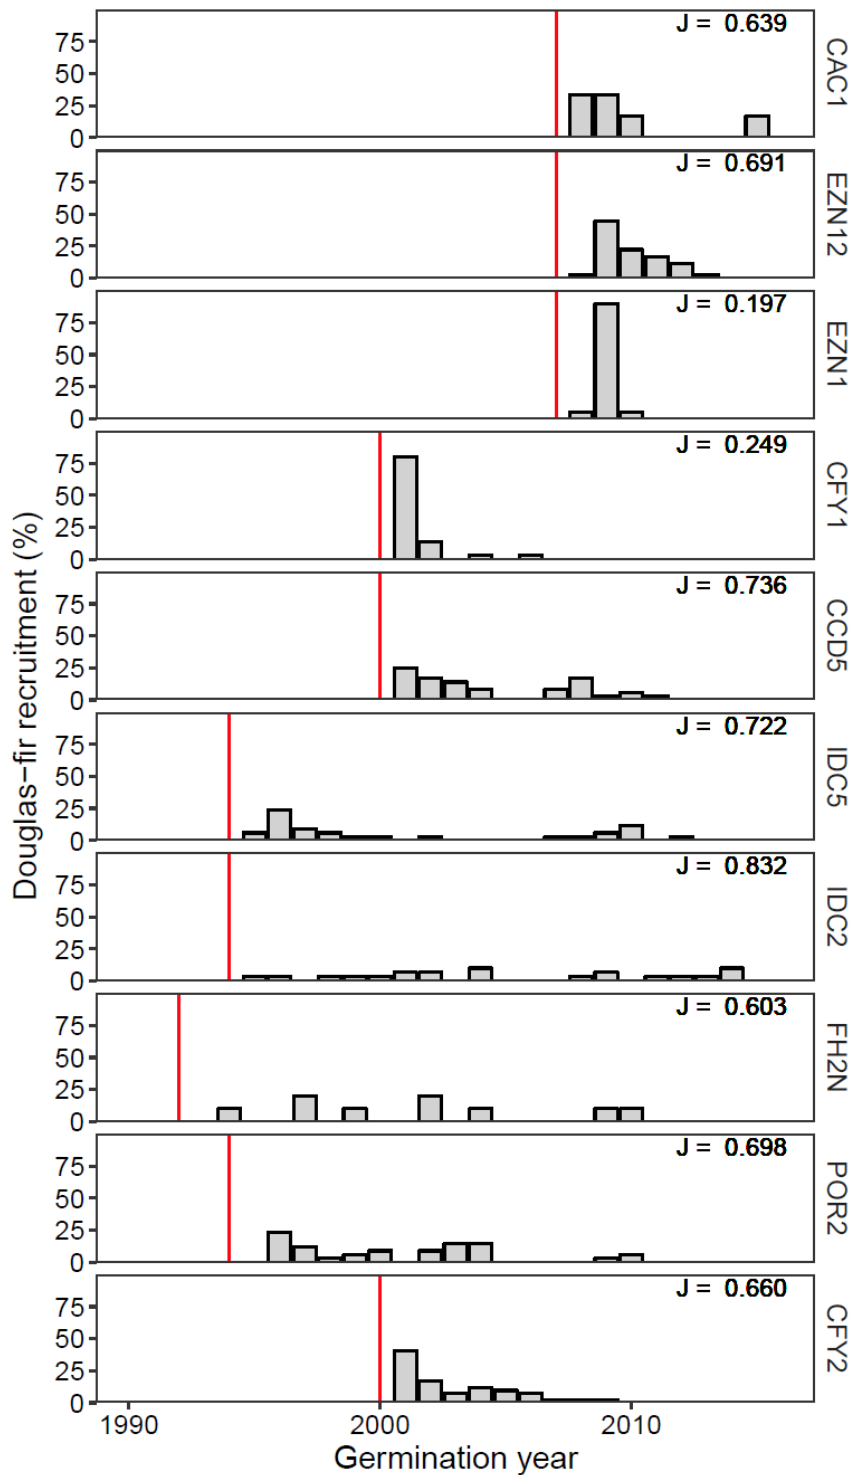 J = 0.639
CAC1
75
50
25
0
J = 0.691
EZN12
75
50
25
0
J = 0.197
EZN1
75
50
25
0
J = 0.249
CFY1
75
50
25
0
J = 0.736
CCD5
75
50
25
0
J = 0.722
IDC5
75
50
25
0
J = 0.832
IDC2
75
50
25
0
J = 0.603
FH2N
75
50
25
0
J = 0.698
POR2
75
50
25
0
J = 0.660
CFY2
75
50
25
0
Douglas−fir recruitment (%)
1990 2000 2010
Germination year